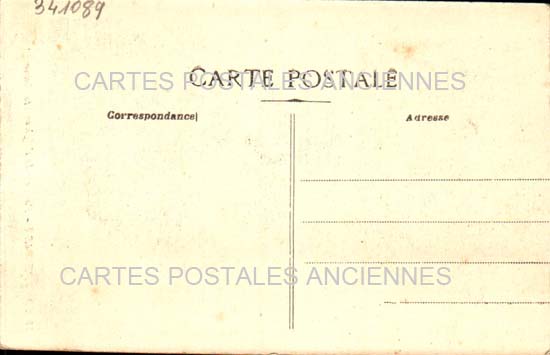 341089
CARTE POSTALE
CARTES POSTALES ANCIENNES
Correspondance
Adresse
CARTES POSTALES ANCIENNES